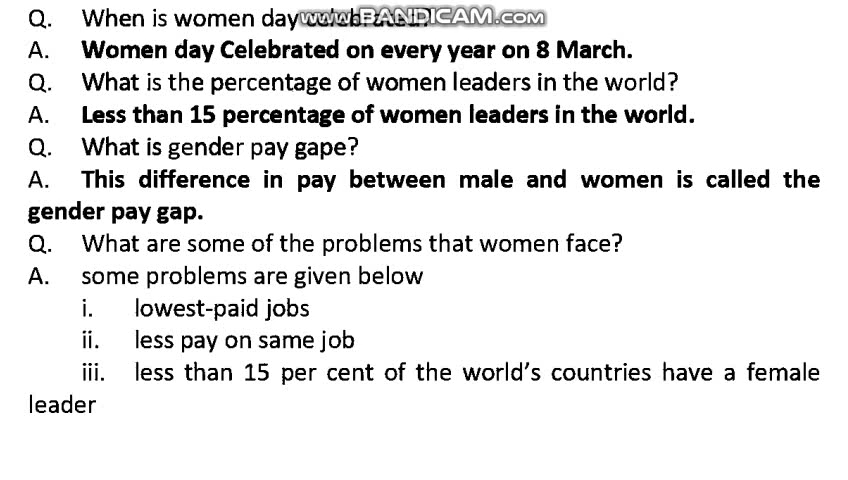 Q. When is women day celebrated?
www.BANDICAM.com
A. Women day Celebrated on every year on 8 March.
Q. What is the percentage of women leaders in the world?
A. Less than 15 percentage of women leaders in the world.
Q. What is gender pay gape?
A. This difference in pay between male and women is called the
gender pay gap.
Q. What are some of the problems that women face?
A. some problems are given below
i. lowest-paid jobs
ii. less pay on same job
iii. less than 15 per cent of the world's countries have a female
leader